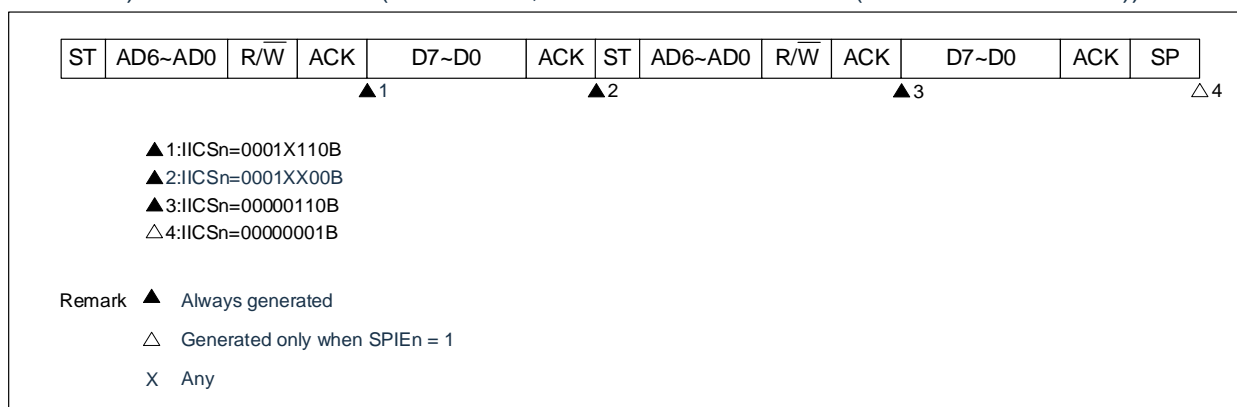 ST AD6~AD0 R/W̅ ACK D7~D0 ACK ST AD6~AD0 R/W̅ ACK D7~D0 ACK SP
▲1 ▲2 ▲3 △4
▲1:IICSn=0001X110B
▲2:IICSn=0001XX00B
▲3:IICSn=00000110B
△4:IICSn=00000001B
Remark ▲ Always generated
△ Generated only when SPIEn = 1
X Any